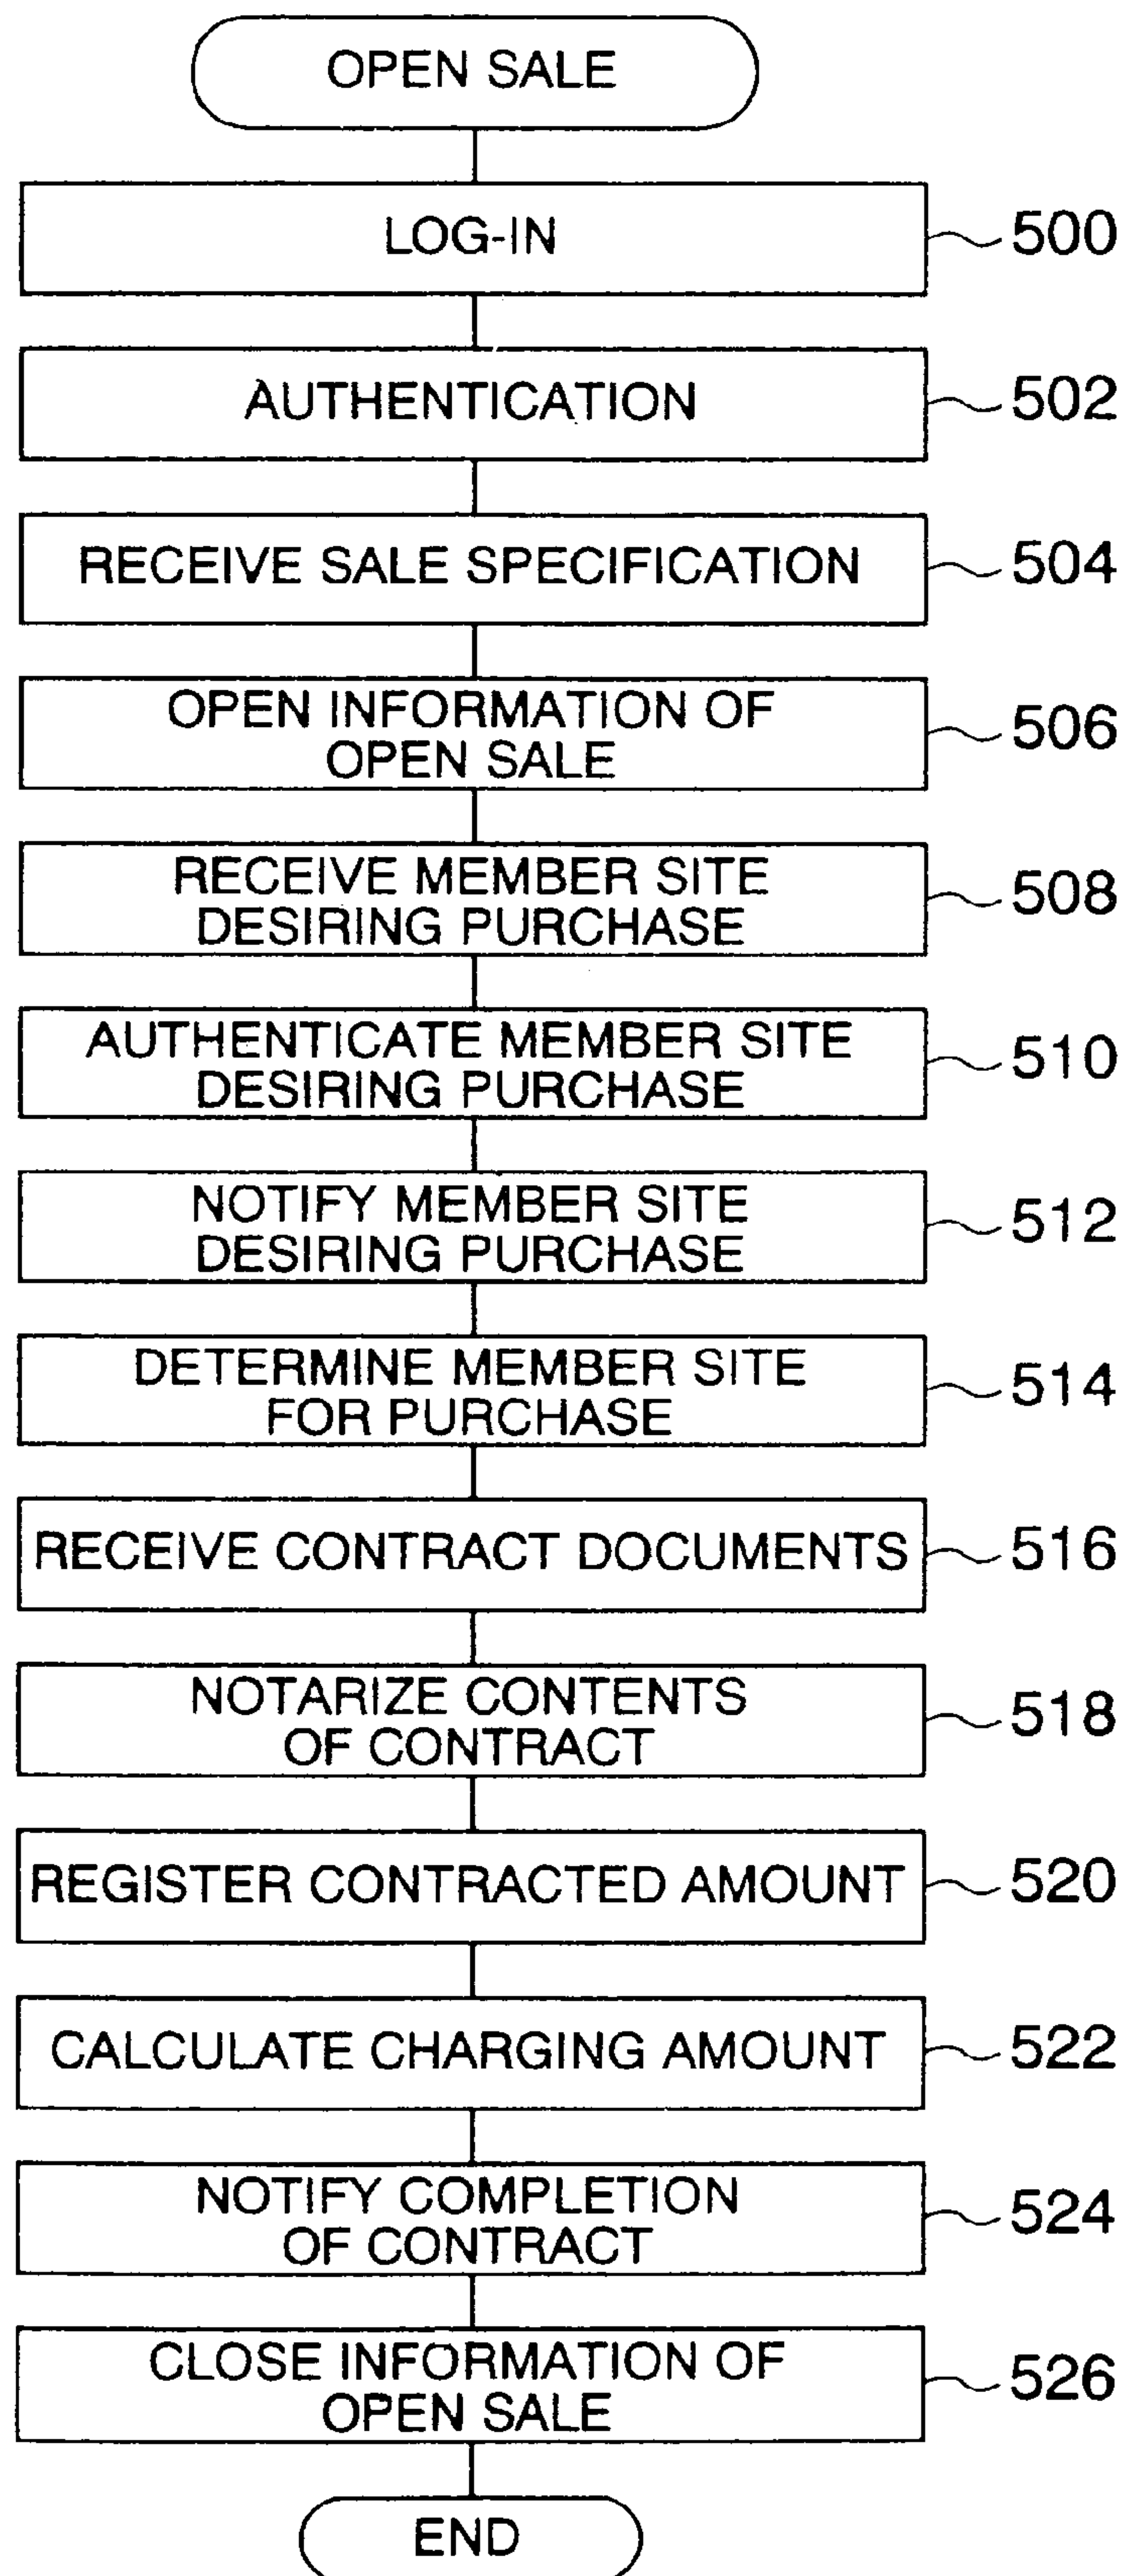 OPEN SALE
LOG-IN
500
AUTHENTICATION
502
RECEIVE SALE SPECIFICATION
504
OPEN INFORMATION OF
OPEN SALE
506
RECEIVE MEMBER SITE
DESIRING PURCHASE
508
AUTHENTICATE MEMBER SITE
DESIRING PURCHASE
510
NOTIFY MEMBER SITE
DESIRING PURCHASE
512
DETERMINE MEMBER SITE
FOR PURCHASE
514
RECEIVE CONTRACT DOCUMENTS
516
NOTARIZE CONTENTS
OF CONTRACT
518
REGISTER CONTRACTED AMOUNT
520
CALCULATE CHARGING AMOUNT
522
NOTIFY COMPLETION
OF CONTRACT
524
CLOSE INFORMATION OF
OPEN SALE
526
END